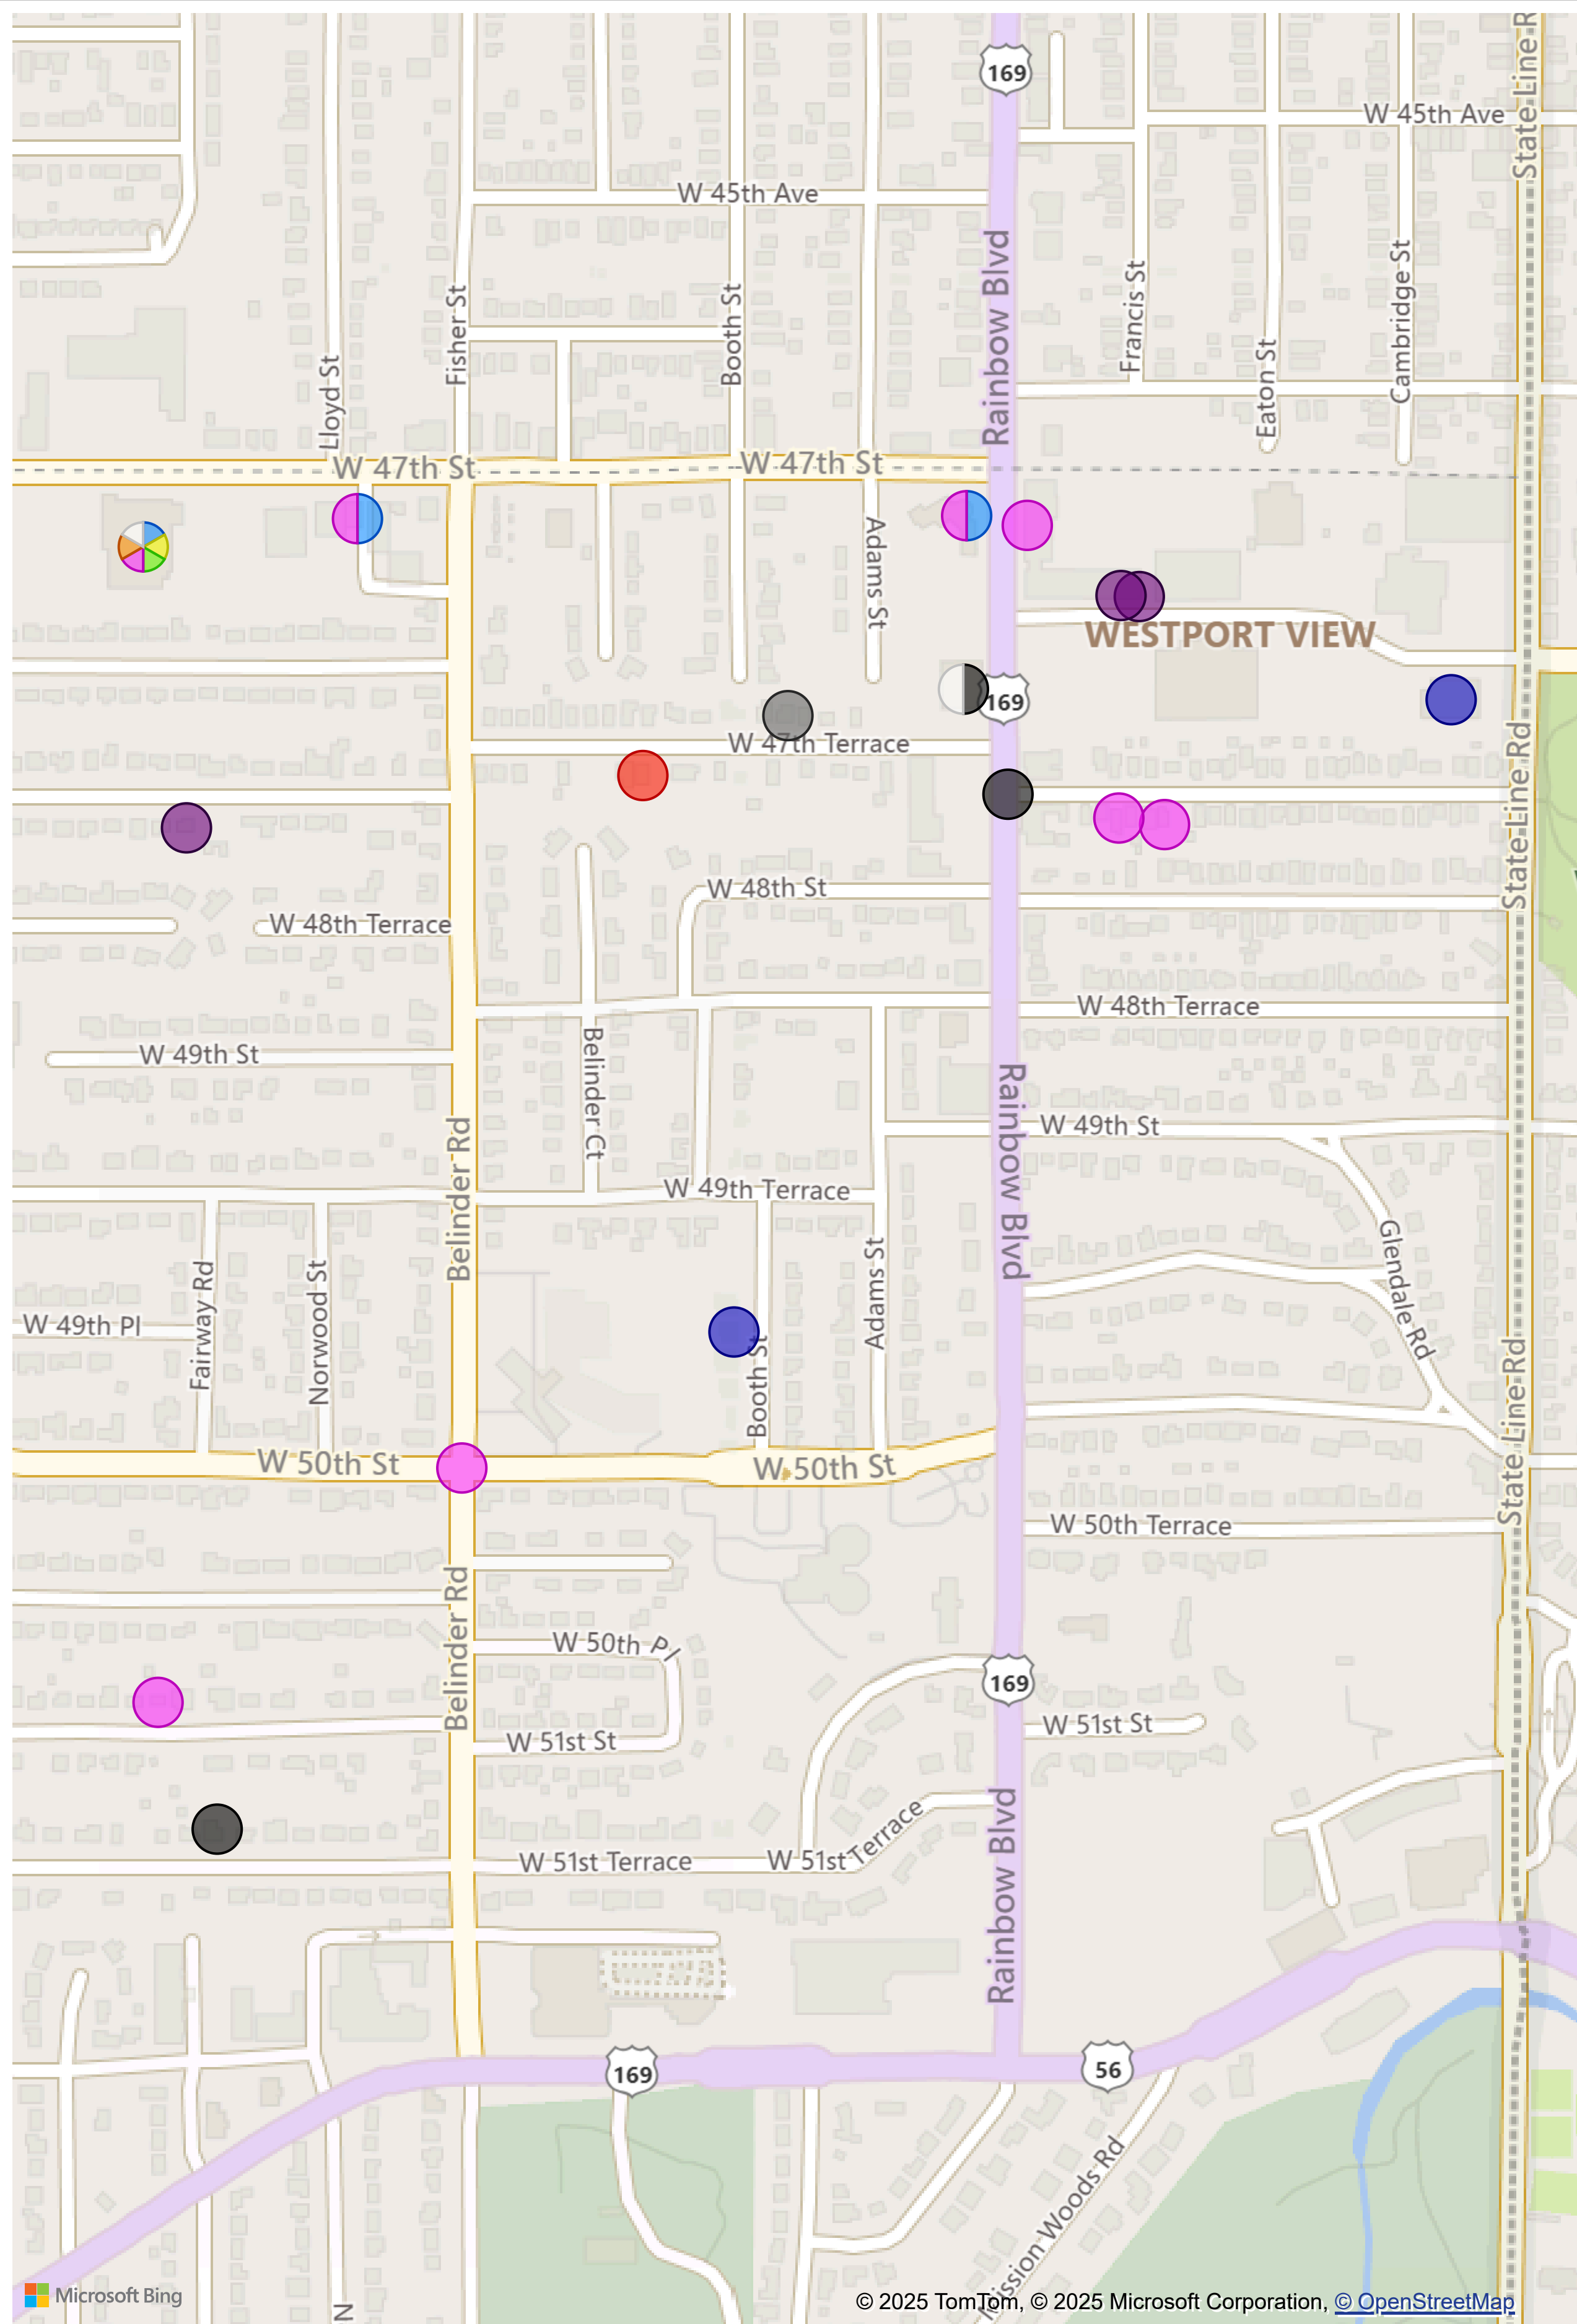 State Line R
169
W 45th Ave
W 45th Ave
Rainbow Blvd
Francis St
Cambridge St
Fisher St
Booth St
Eaton St
Lloyd St
W 47th St
W 47th St
Adams St
WESTPORT VIEW
169
W 47th Terrace
State Line Rd
W 48th St
W 48th Terrace
W 48th Terrace
W 49th St
Belinder Ct
W 49th St
Rainbow Blvd
Belinder Rd
W 49th Terrace
Glendale Rd
Adams St
Fairway Rd
Norwood St
W 49th Pl
Booth St
State Line Rd
W 50th St
W 50th St
W 50th Terrace
Belinder Rd
W 50th Pl
169
W 51st St
W 51st St
Rainbow Blvd
W 51st Terrace
W 51st Terrace
169
56
Mission Woods Rd
N
Microsoft Bing
© 2025 TomTom, © 2025 Microsoft Corporation, © OpenStreetMap